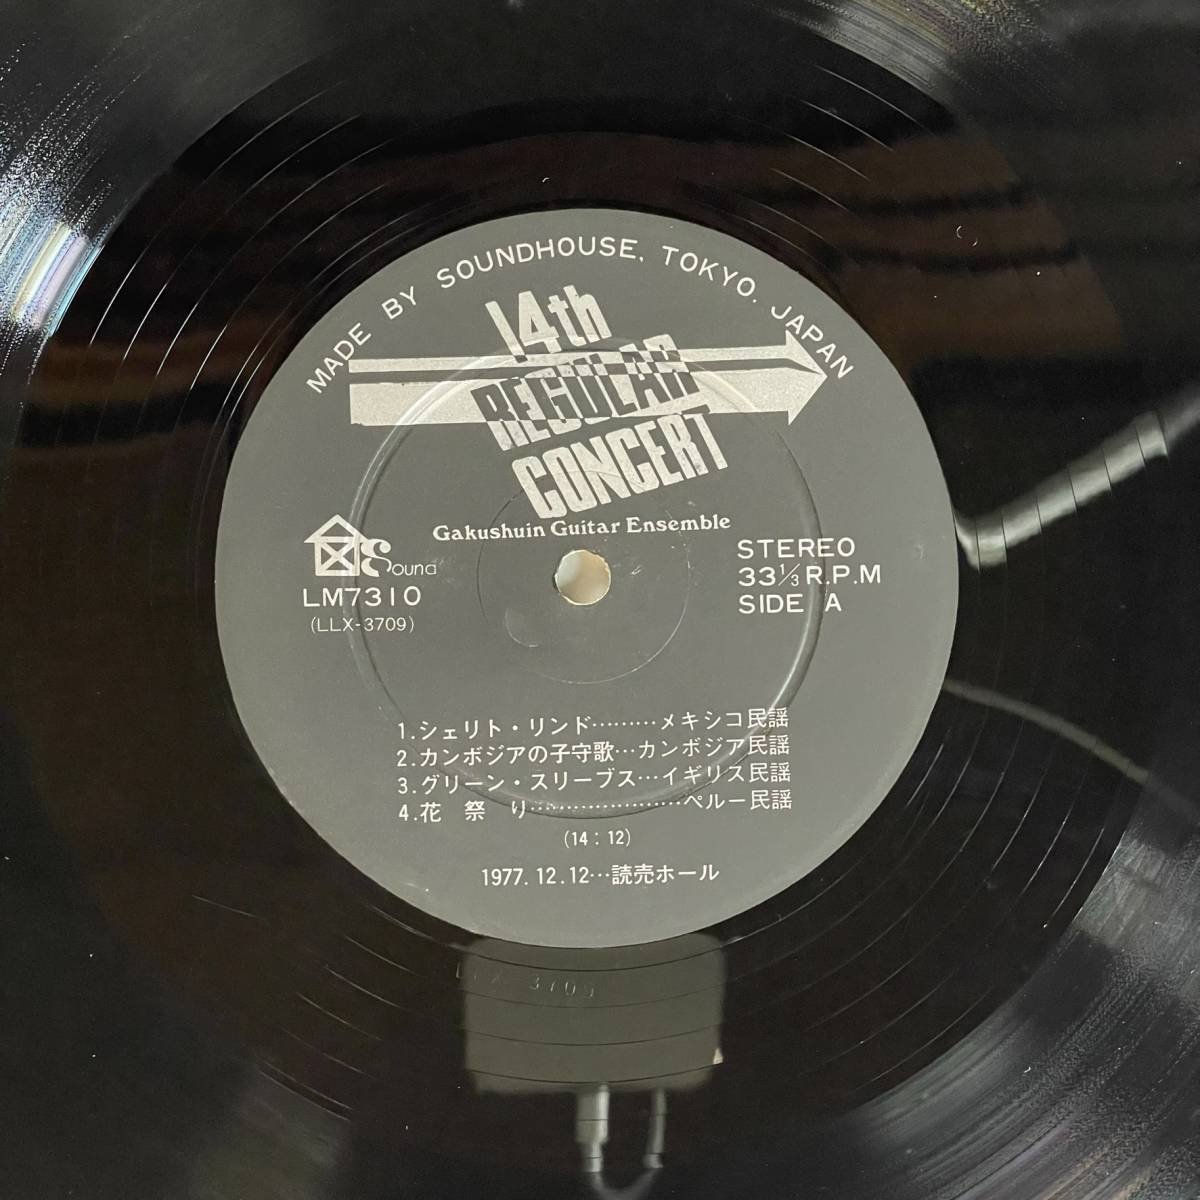 MADE BY SOUNDHOUSE, TOKYO. JAPAN
14th
REGULAR
CONCERT
Gakushuin Guitar Ensemble
Sound
LM7310
(LLX-3709)
STEREO
33⅓ R.P.M
SIDE A
1.シェリト・リンド………メキシコ民謡
2.カンボジアの子守歌…カンボジア民謡
3.グリーン・スリーブス…イギリス民謡
4.花 祭 り…………………ペルー民謡
(14:12)
1977.12.12…読売ホール
LLX 3709